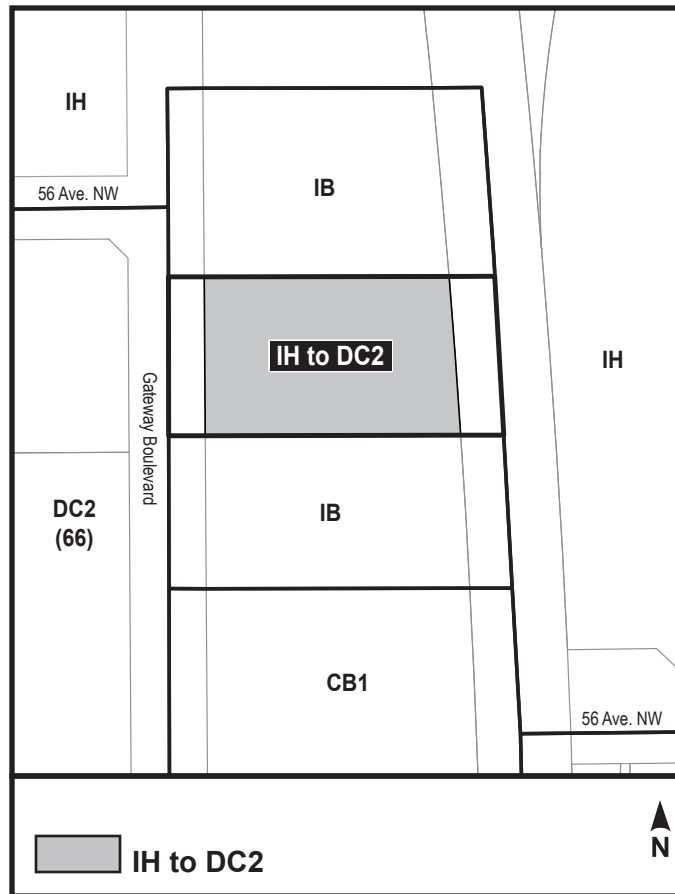 IH
56 Ave. NW
IB
IH to DC2
IH
Gateway Boulevard
DC2
(66)
IB
CB1
56 Ave. NW
IH to DC2
N